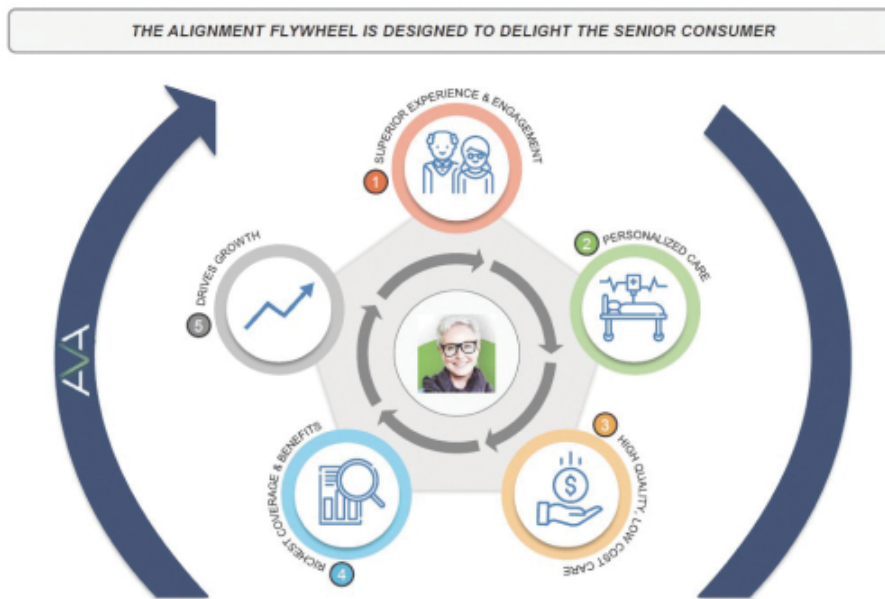 THE ALIGNMENT FLYWHEEL IS DESIGNED TO DELIGHT THE SENIOR CONSUMER
1
SUPERIOR EXPERIENCE & ENGAGEMENT
2
PERSONALIZED CARE
3
HIGH QUALITY, LOW COST CARE
4
RICHEST COVERAGE & BENEFITS
5
DRIVES GROWTH
AVA
$